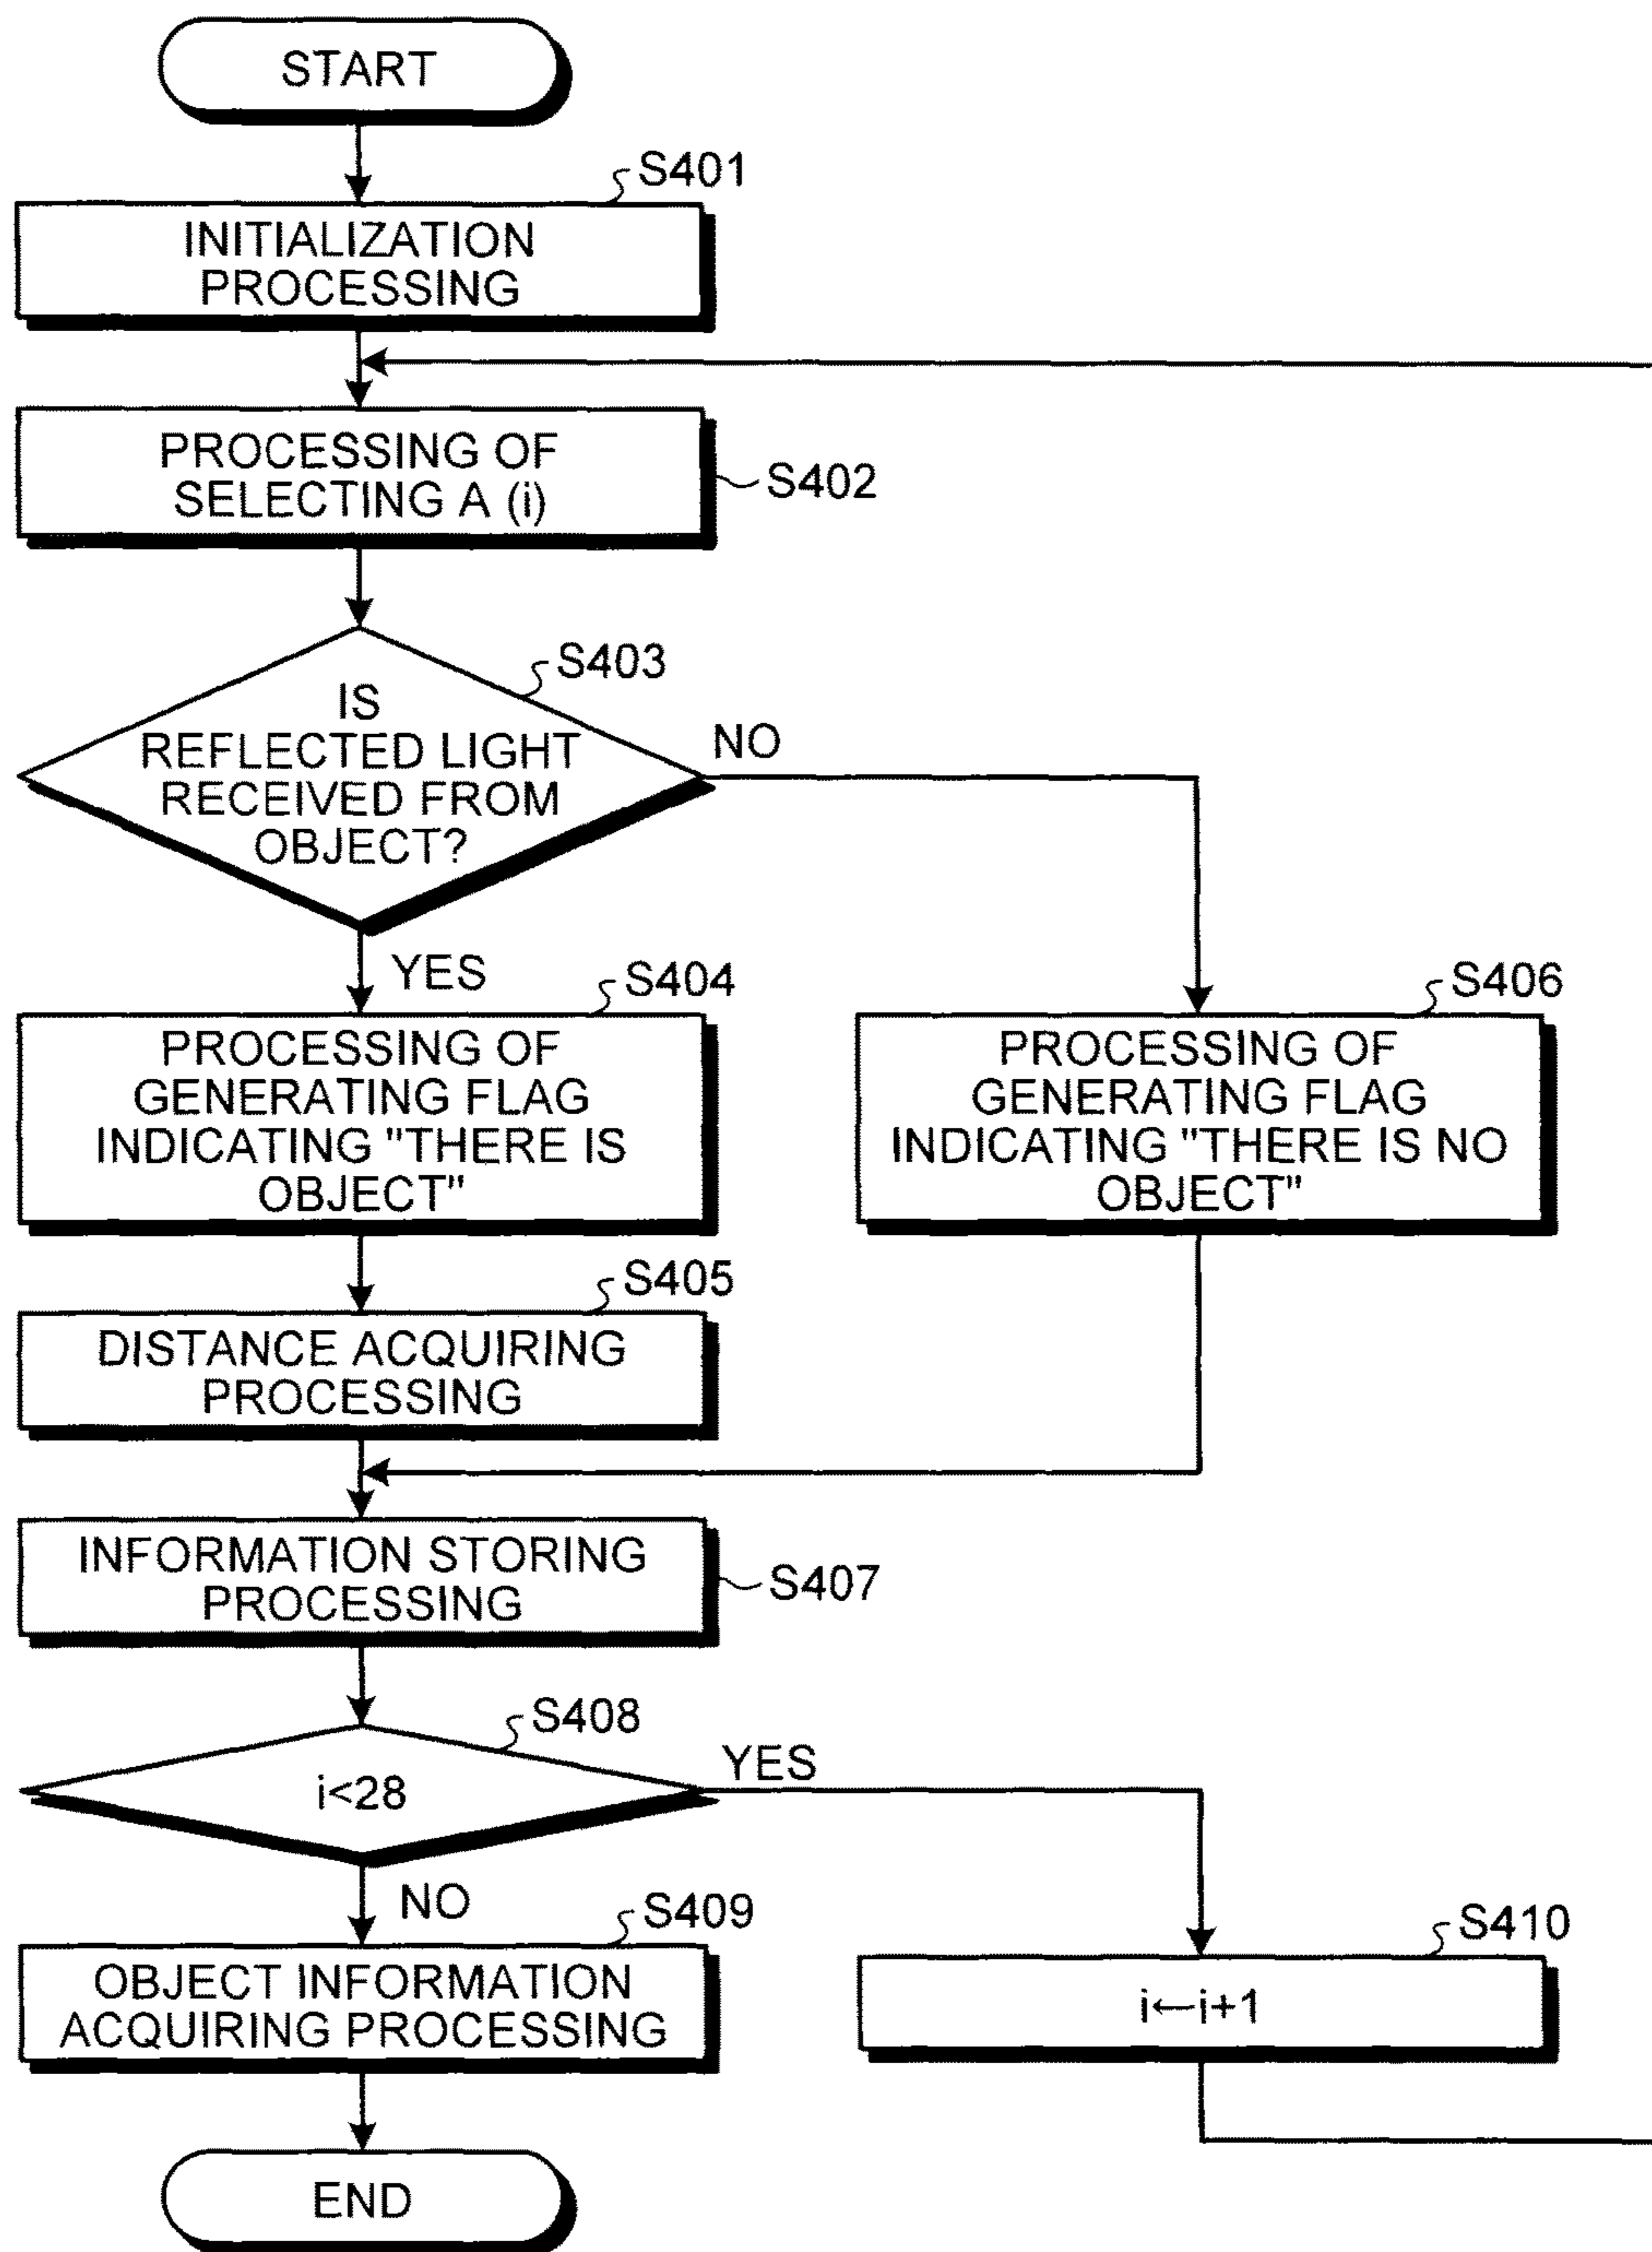 START
S401
INITIALIZATION
PROCESSING
PROCESSING OF
SELECTING A (i)
S402
S403
IS
REFLECTED LIGHT
RECEIVED FROM
OBJECT?
NO
YES
S404
PROCESSING OF
GENERATING FLAG
INDICATING "THERE IS
OBJECT"
S406
PROCESSING OF
GENERATING FLAG
INDICATING "THERE IS NO
OBJECT"
S405
DISTANCE ACQUIRING
PROCESSING
INFORMATION STORING
PROCESSING
S407
S408
i<28
YES
NO
S409
OBJECT INFORMATION
ACQUIRING PROCESSING
S410
i←i+1
END